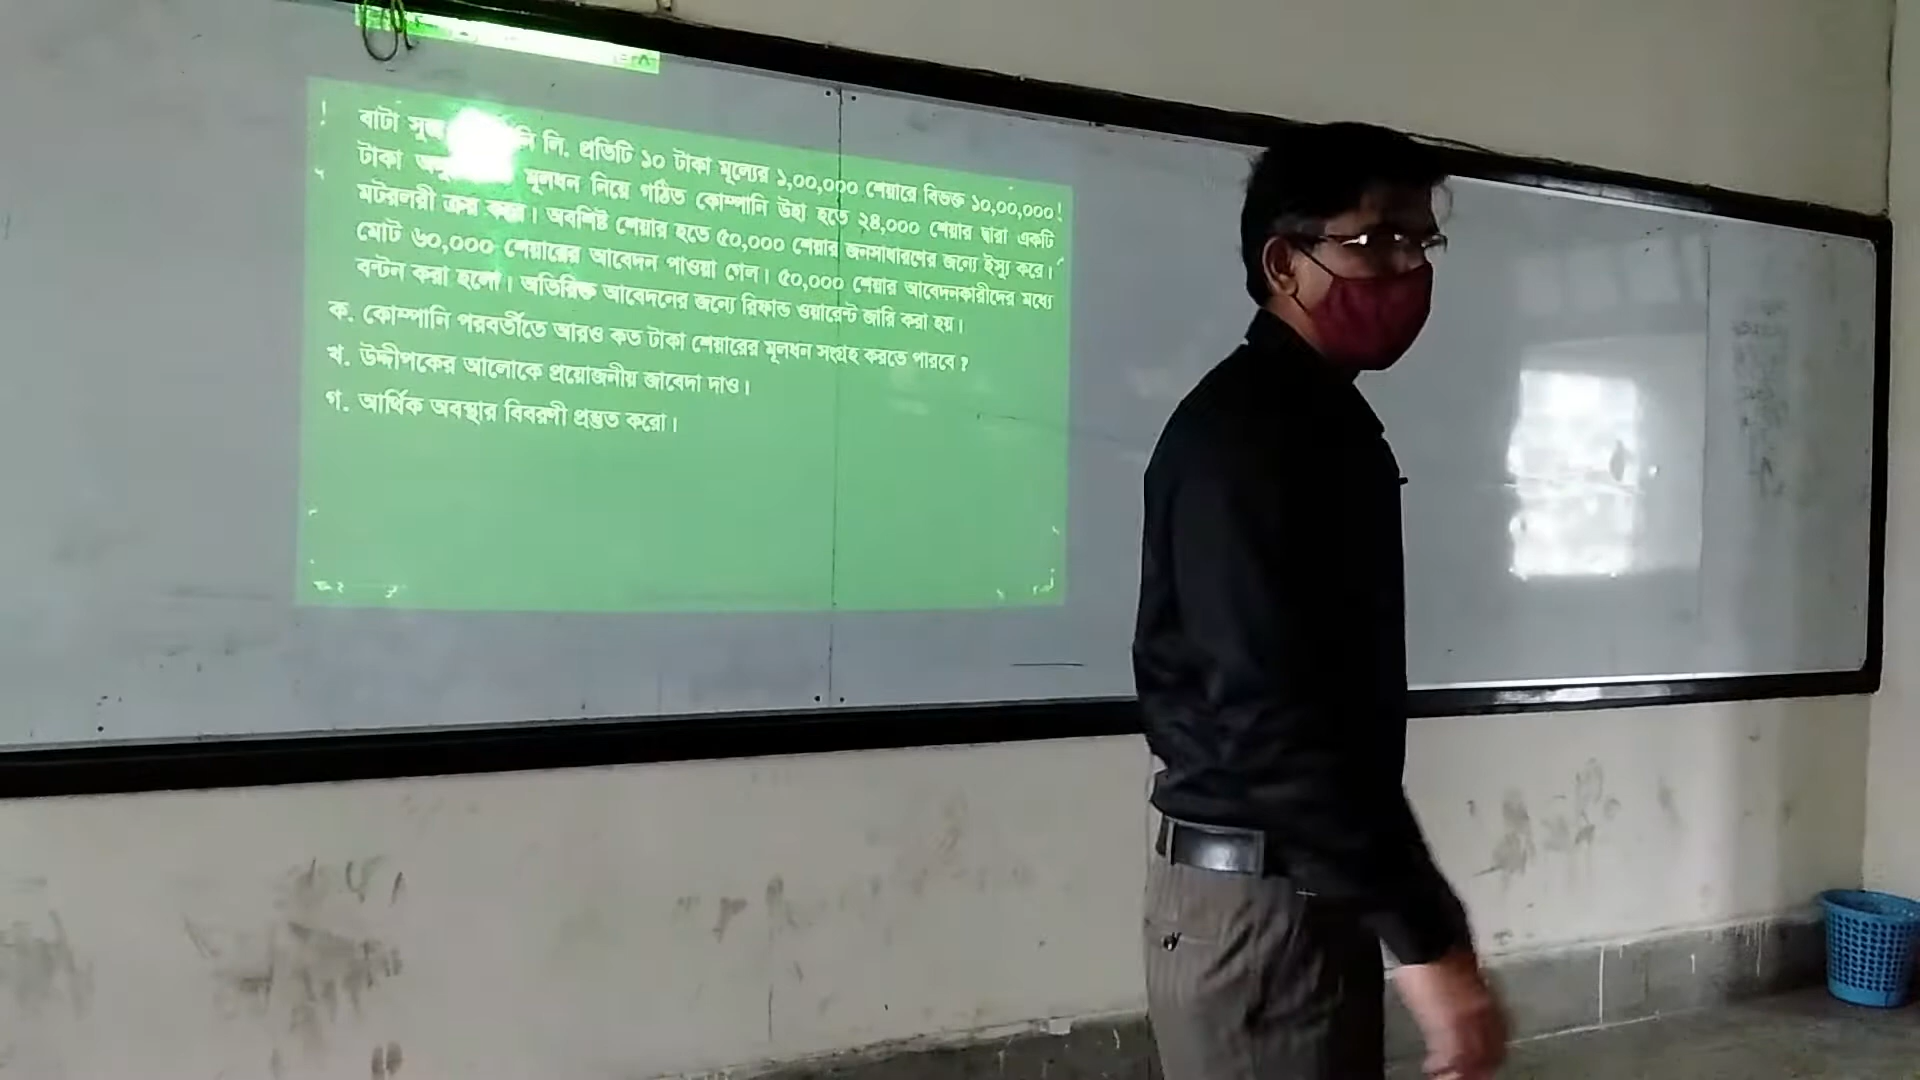 বাটা লি. প্রতিটি ১০ টাকা মূল্যের ১,০০,০০০ শেয়ারে বিভক্ত ১০,০০,০০০
টাকা মূলধন নিয়ে গঠিত কোম্পানি উহা হতে ২৪,০০০ শেয়ার দ্বারা একটি
মটরলরী ক্রয় করে। অবশিষ্ট শেয়ার হতে ৫০,০০০ শেয়ার জনসাধারণের জন্যে ইস্যু করে।
মোট ৬০,০০০ শেয়ারের আবেদন পাওয়া গেল। ৫০,০০০ শেয়ার আবেদনকারীদের মধ্যে
বন্টন করা হলো। অতিরিক্ত আবেদনের জন্যে রিফান্ড ওয়ারেন্ট জারি করা হয়।
ক. কোম্পানি পরবর্তীতে আরও কত টাকা শেয়ারের মূলধন সংগ্রহ করতে পারবে ?
খ. উদ্দীপকের আলোকে প্রয়োজনীয় জাবেদা দাও।
গ. আর্থিক অবস্থার বিবরণী প্রস্তুত করো।